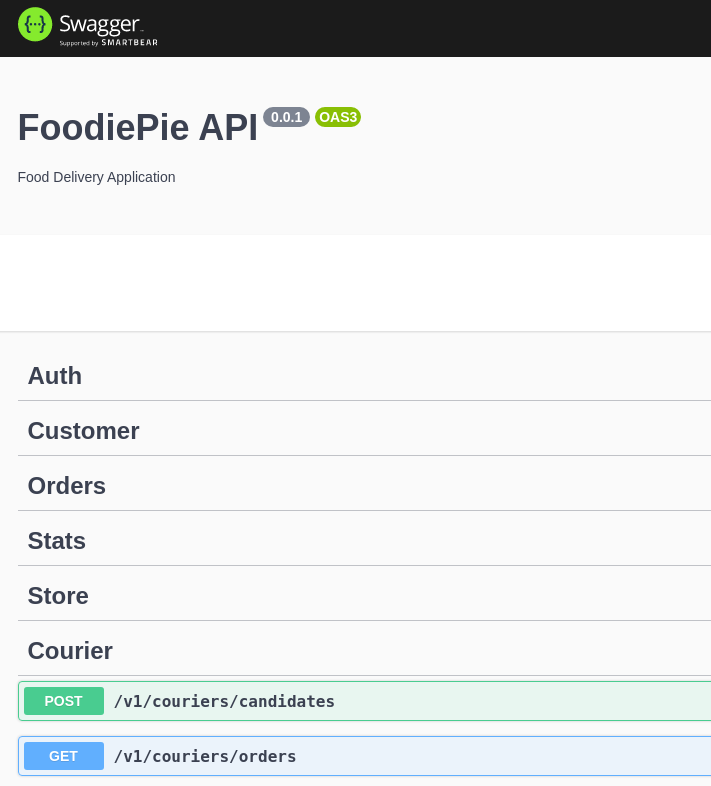 {···} Swagger
Supported by SMARTBEAR
FoodiePie API 0.0.1 OAS3
Food Delivery Application
Auth
Customer
Orders
Stats
Store
Courier
POST /v1/couriers/candidates
GET /v1/couriers/orders